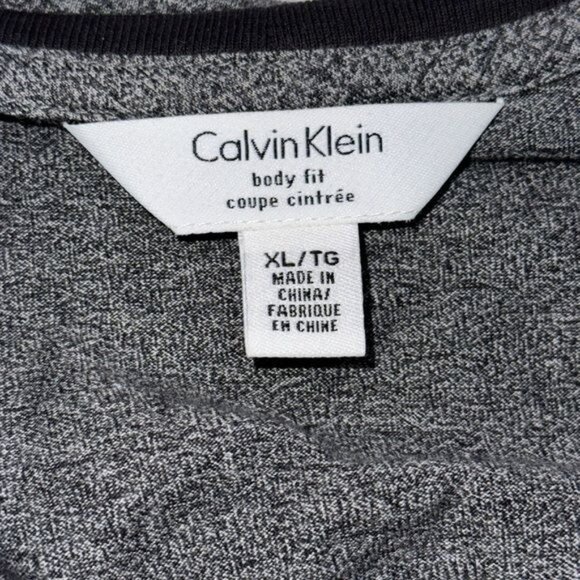 Calvin Klein
body fit
coupe cintrée
XL/TG
MADE IN
CHINA/
FABRIQUE
EN CHINE